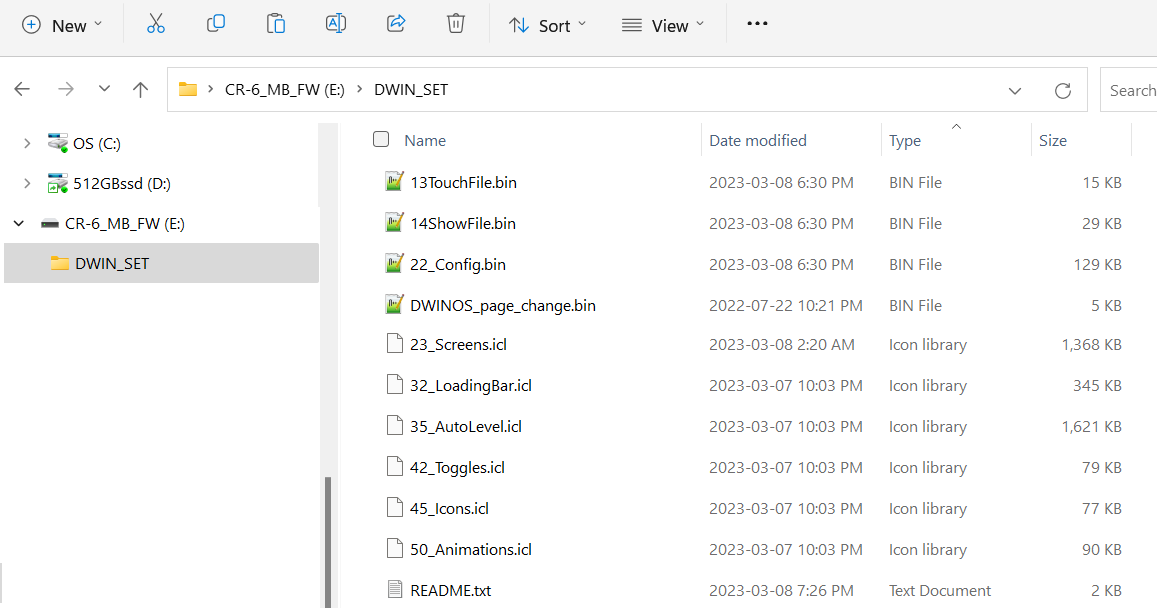 New Sort View
CR-6_MB_FW (E:) DWIN_SET Search
OS (C:)
512GBssd (D:)
CR-6_MB_FW (E:)
DWIN_SET
Name Date modified Type Size
13TouchFile.bin 2023-03-08 6:30 PM BIN File 15 KB
14ShowFile.bin 2023-03-08 6:30 PM BIN File 29 KB
22_Config.bin 2023-03-08 6:30 PM BIN File 129 KB
DWINOS_page_change.bin 2022-07-22 10:21 PM BIN File 5 KB
23_Screens.icl 2023-03-08 2:20 AM Icon library 1,368 KB
32_LoadingBar.icl 2023-03-07 10:03 PM Icon library 345 KB
35_AutoLevel.icl 2023-03-07 10:03 PM Icon library 1,621 KB
42_Toggles.icl 2023-03-07 10:03 PM Icon library 79 KB
45_Icons.icl 2023-03-07 10:03 PM Icon library 77 KB
50_Animations.icl 2023-03-07 10:03 PM Icon library 90 KB
README.txt 2023-03-08 7:26 PM Text Document 2 KB